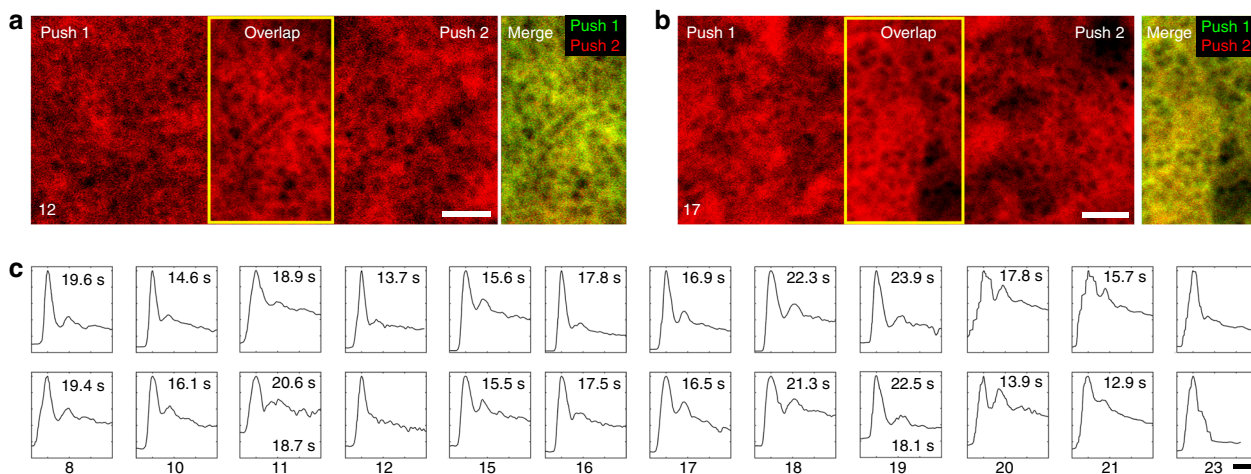 a
Push 1 Overlap Push 2 Merge Push 1
Push 2
12
b
Push 1 Overlap Push 2 Merge Push 1
Push 2
17
c
19.6 s 14.6 s 18.9 s 13.7 s 15.6 s 17.8 s 16.9 s 22.3 s 23.9 s 17.8 s 15.7 s
19.4 s 16.1 s 20.6 s 15.5 s 17.5 s 16.5 s 21.3 s 22.5 s 13.9 s 12.9 s
18.7 s 18.1 s
8 10 11 12 15 16 17 18 19 20 21 23